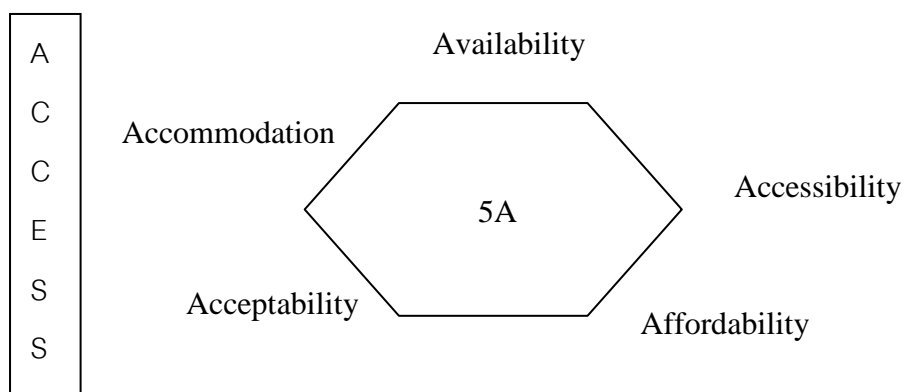 A
C
C
E
S
S
Availability
Accommodation
Accessibility
5A
Acceptability
Affordability